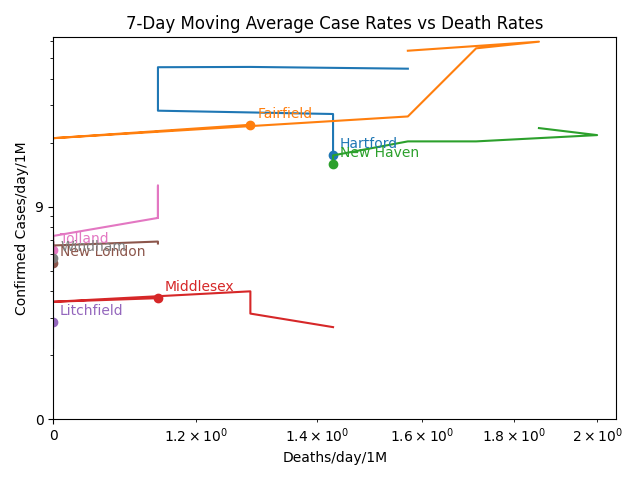 7-Day Moving Average Case Rates vs Death Rates
Confirmed Cases/day/1M
9
0
Fairfield
Hartford
New Haven
Tolland
Windham
New London
Middlesex
Litchfield
0
1.2 × 10⁰
1.4 × 10⁰
1.6 × 10⁰
1.8 × 10⁰
2 × 10⁰
Deaths/day/1M